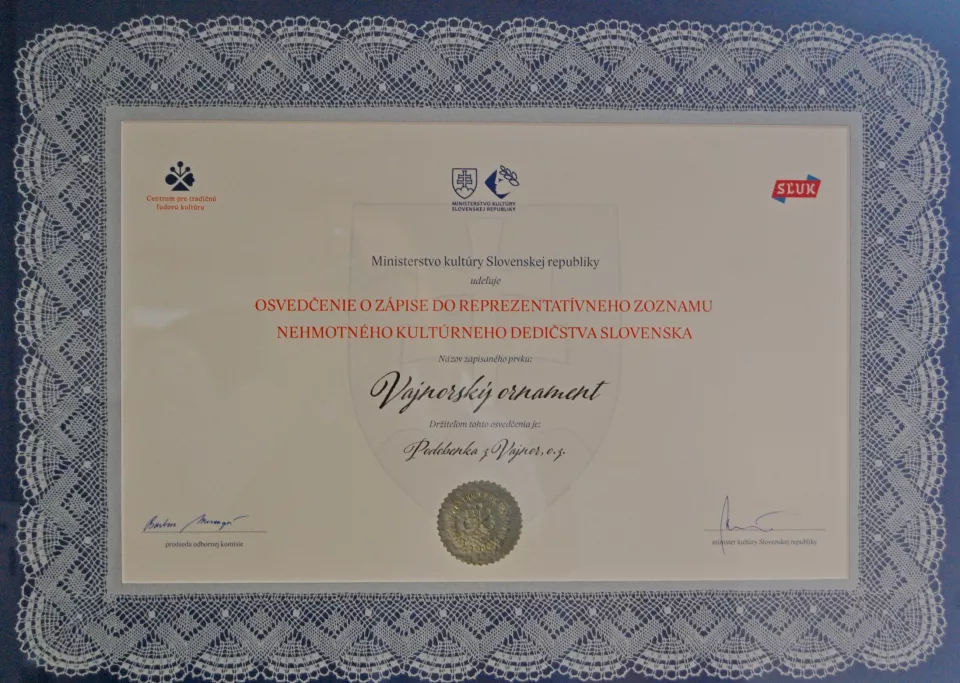 Centrum pre tradičnú
ľudovú kultúru
MINISTERSTVO KULTÚRY
SLOVENSKEJ REPUBLIKY
SĽUK
Ministerstvo kultúry Slovenskej republiky
udeľuje
OSVEDČENIE O ZÁPISE DO REPREZENTATÍVNEHO ZOZNAMU
NEHMOTNÉHO KULTÚRNEHO DEDIČSTVA SLOVENSKA
Názov zapísaného prvku:
Vajnorský ornament
Držiteľom tohto osvedčenia je:
Podobenka z Vajnor, o.z.
predseda odbornej komisie
minister kultúry Slovenskej republiky